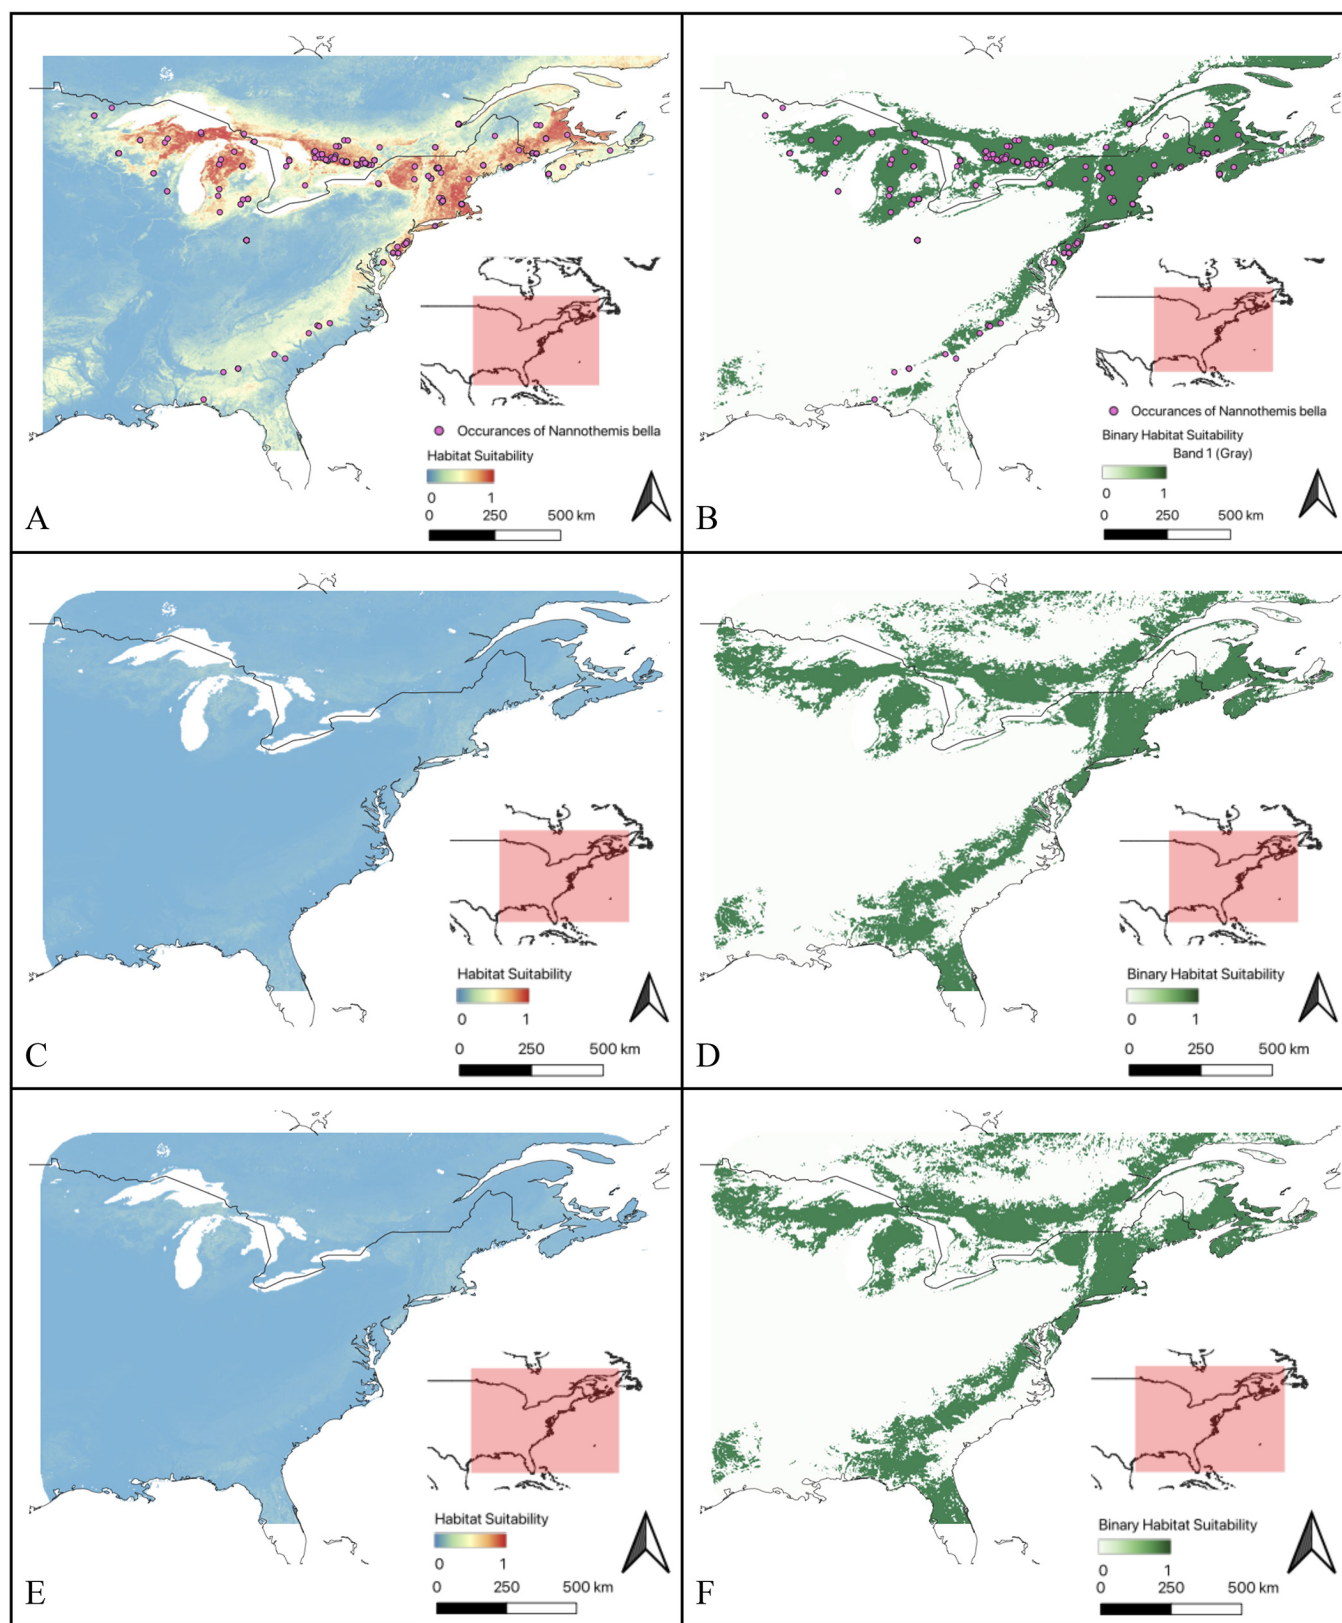 Occurances of Nannothemis bella
Habitat Suitability
0 1
0 250 500 km
A
Occurances of Nannothemis bella
Binary Habitat Suitability
Band 1 (Gray)
0 1
0 250 500 km
B
Habitat Suitability
0 1
0 250 500 km
C
Binary Habitat Suitability
0 1
0 250 500 km
D
Habitat Suitability
0 1
0 250 500 km
E
Binary Habitat Suitability
0 1
0 250 500 km
F